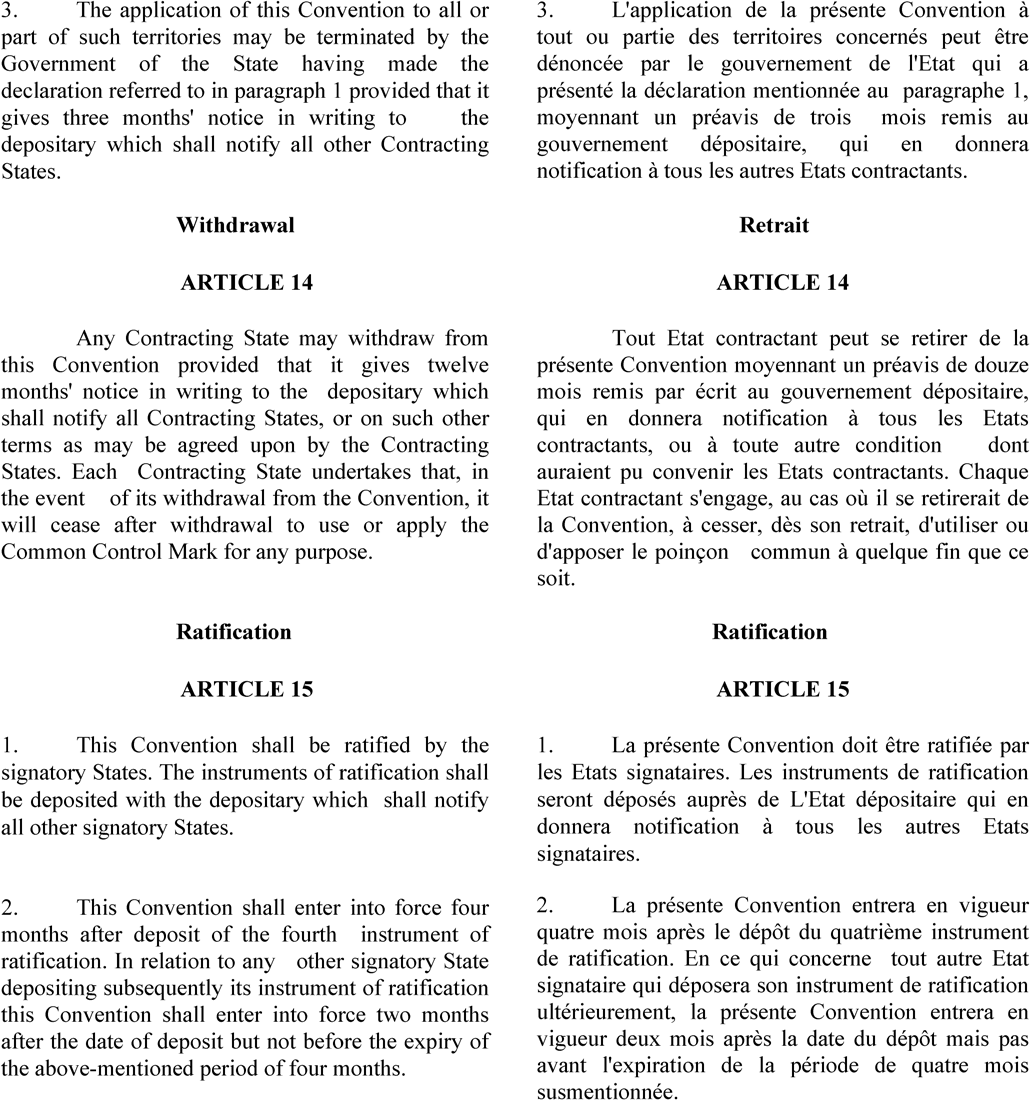 3. The application of this Convention to all or
part of such territories may be terminated by the
Government of the State having made the
declaration referred to in paragraph 1 provided that it
gives three months' notice in writing to the
depositary which shall notify all other Contracting
States.
Withdrawal
ARTICLE 14
Any Contracting State may withdraw from
this Convention provided that it gives twelve
months' notice in writing to the depositary which
shall notify all Contracting States, or on such other
terms as may be agreed upon by the Contracting
States. Each Contracting State undertakes that, in
the event of its withdrawal from the Convention, it
will cease after withdrawal to use or apply the
Common Control Mark for any purpose.
Ratification
ARTICLE 15
1. This Convention shall be ratified by the
signatory States. The instruments of ratification shall
be deposited with the depositary which shall notify
all other signatory States.
2. This Convention shall enter into force four
months after deposit of the fourth instrument of
ratification. In relation to any other signatory State
depositing subsequently its instrument of ratification
this Convention shall enter into force two months
after the date of deposit but not before the expiry of
the above-mentioned period of four months.
3. L'application de la présente Convention à
tout ou partie des territoires concernés peut être
dénoncée par le gouvernement de l'Etat qui a
présenté la déclaration mentionnée au paragraphe 1,
moyennant un préavis de trois mois remis au
gouvernement dépositaire, qui en donnera
notification à tous les autres Etats contractants.
Retrait
ARTICLE 14
Tout Etat contractant peut se retirer de la
présente Convention moyennant un préavis de douze
mois remis par écrit au gouvernement dépositaire,
qui en donnera notification à tous les Etats
contractants, ou à toute autre condition dont
auraient pu convenir les Etats contractants. Chaque
Etat contractant s'engage, au cas où il se retirerait de
la Convention, à cesser, dès son retrait, d'utiliser ou
d'apposer le poinçon commun à quelque fin que ce
soit.
Ratification
ARTICLE 15
1. La présente Convention doit être ratifiée par
les Etats signataires. Les instruments de ratification
seront déposés auprès de L'Etat dépositaire qui en
donnera notification à tous les autres Etats
signataires.
2. La présente Convention entrera en vigueur
quatre mois après le dépôt du quatrième instrument
de ratification. En ce qui concerne tout autre Etat
signataire qui déposera son instrument de ratification
ultérieurement, la présente Convention entrera en
vigueur deux mois après la date du dépôt mais pas
avant l'expiration de la période de quatre mois
susmentionnée.